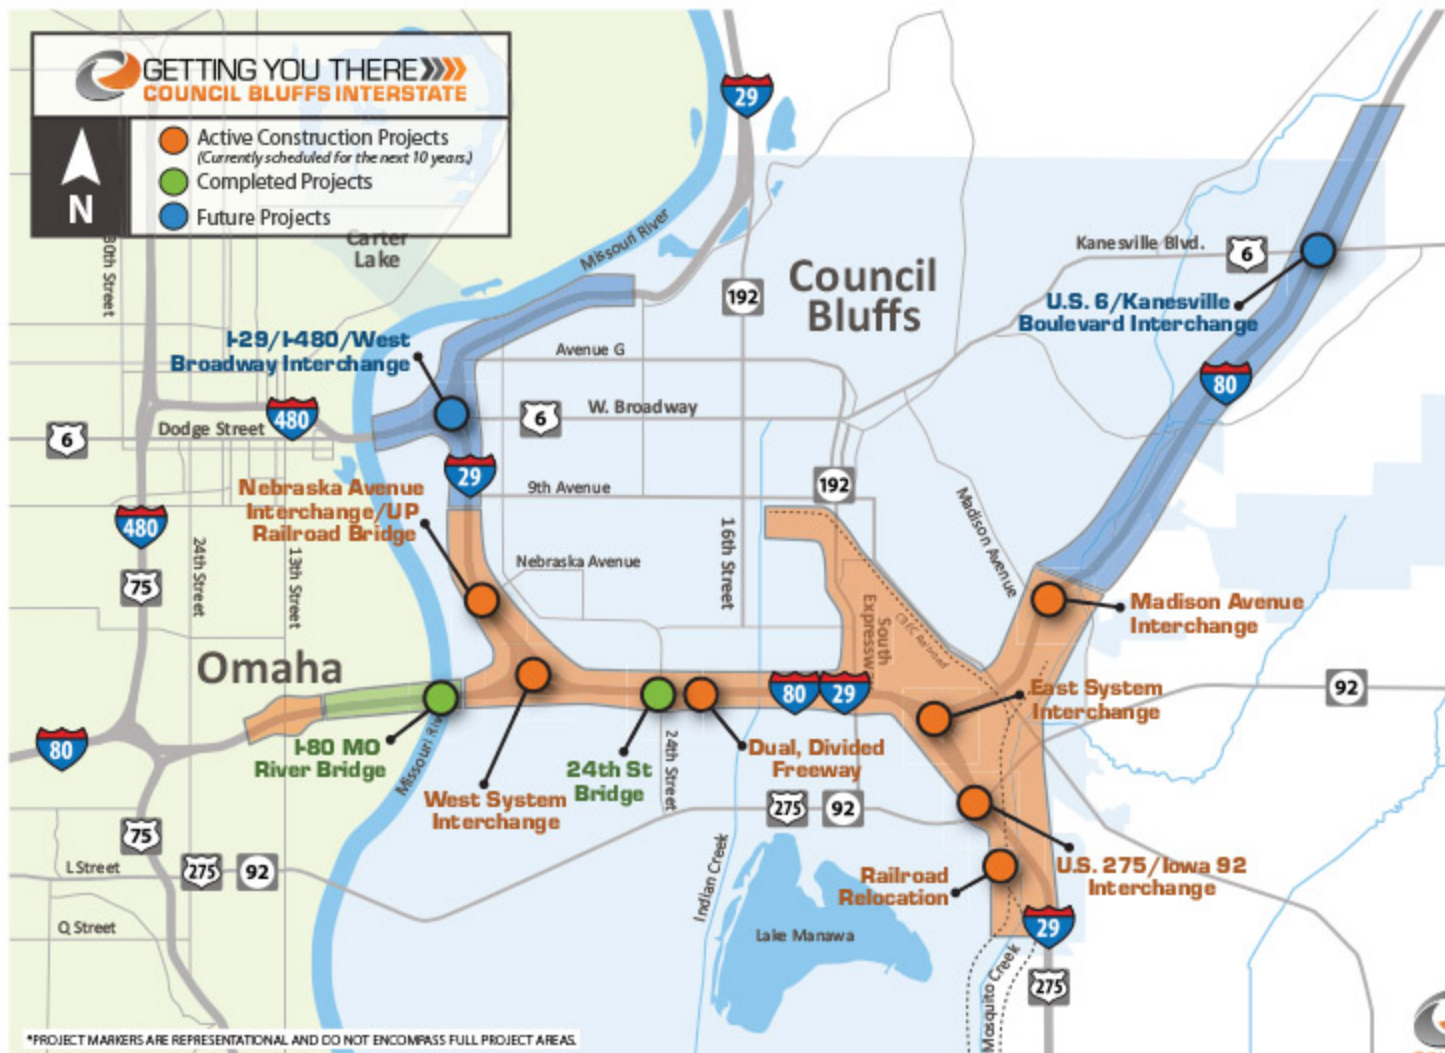 GETTING YOU THERE
COUNCIL BLUFFS INTERSTATE
N
Active Construction Projects
(Currently scheduled for the next 10 years.)
Completed Projects
Future Projects
29
30th Street
Carter
Lake
Missouri River
192
Council
Bluffs
Kanesville Blvd.
6
U.S. 6/Kanesville
Boulevard Interchange
I-29/I-480/West
Broadway Interchange
Avenue G
80
480
6
W. Broadway
6
Dodge Street
29
192
Nebraska Avenue
Interchange/UP
Railroad Bridge
9th Avenue
480
16th Street
Madison Avenue
24th Street
13th Street
75
Nebraska Avenue
South
Expressway
Madison Avenue
Interchange
Omaha
80
29
East System
Interchange
92
80
I-80 MO
River Bridge
Missouri River
West System
Interchange
24th St
Bridge
24th Street
Dual, Divided
Freeway
275
92
75
L Street
275
92
Indian Creek
Railroad
Relocation
U.S. 275/Iowa 92
Interchange
Q Street
Lake Manawa
29
275
Mosquito Creek
*PROJECT MARKERS ARE REPRESENTATIONAL AND DO NOT ENCOMPASS FULL PROJECT AREAS.